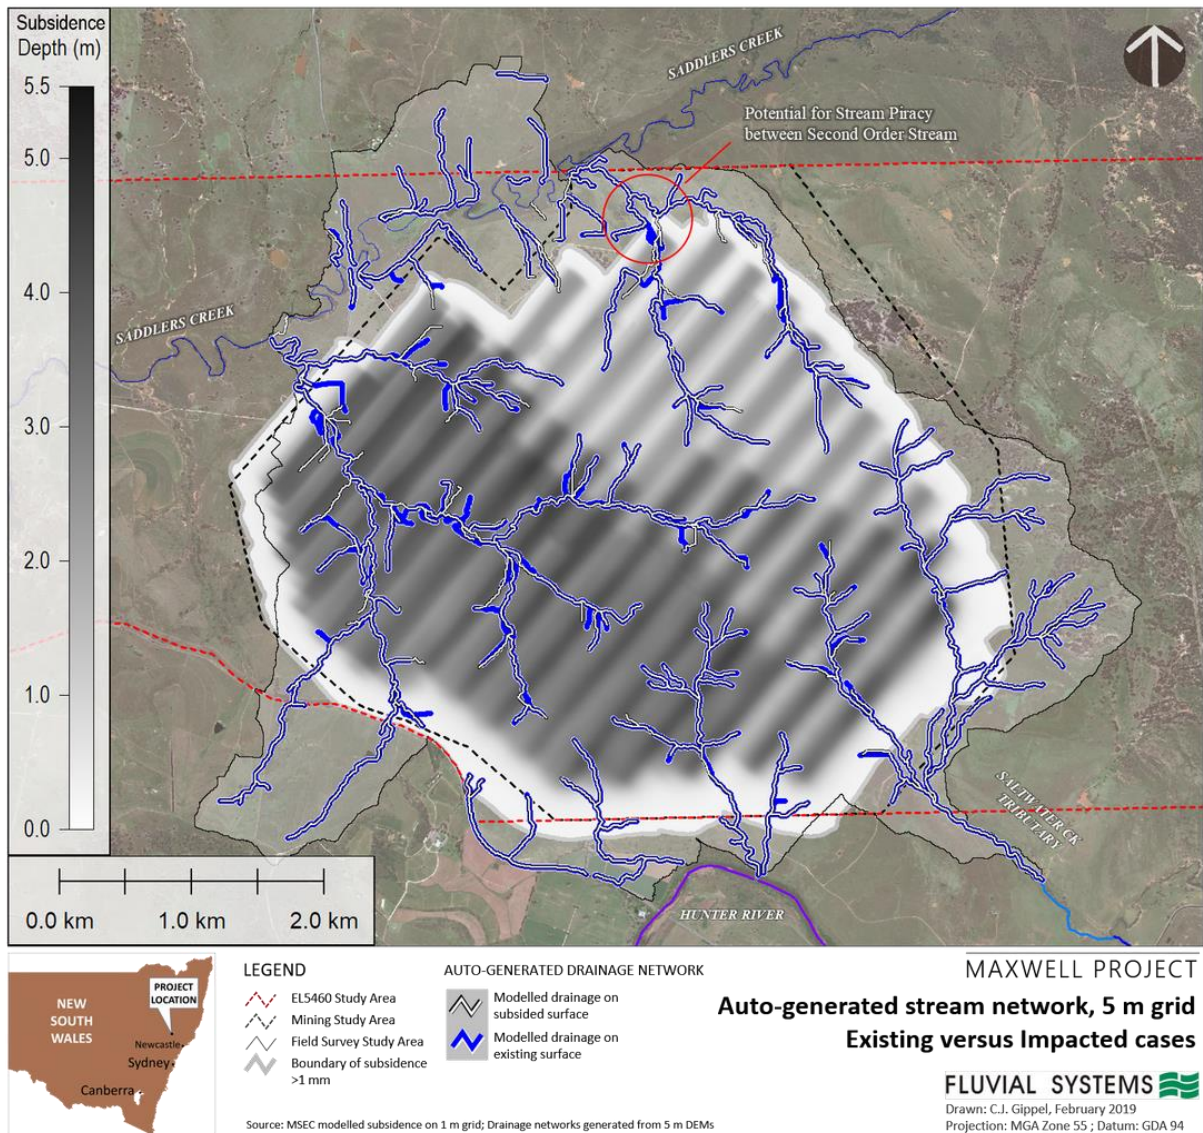 Subsidence
Depth (m)
5.5
5.0
4.0
3.0
2.0
1.0
0.0
SADDLERS CREEK
Potential for Stream Piracy
between Second Order Stream
SADDLERS CREEK
SALTWATER CK
TRIBUTARY
HUNTER RIVER
0.0 km
1.0 km
2.0 km
NEW
SOUTH
WALES
PROJECT
LOCATION
Newcastle
Sydney
Canberra
LEGEND
EL5460 Study Area
Mining Study Area
Field Survey Study Area
Boundary of subsidence
>1 mm
AUTO-GENERATED DRAINAGE NETWORK
Modelled drainage on
subsided surface
Modelled drainage on
existing surface
Source: MSEC modelled subsidence on 1 m grid; Drainage networks generated from 5 m DEMs
MAXWELL PROJECT
Auto-generated stream network, 5 m grid
Existing versus Impacted cases
FLUVIAL SYSTEMS
Drawn: C.J. Gippel, February 2019
Projection: MGA Zone 55 ; Datum: GDA 94